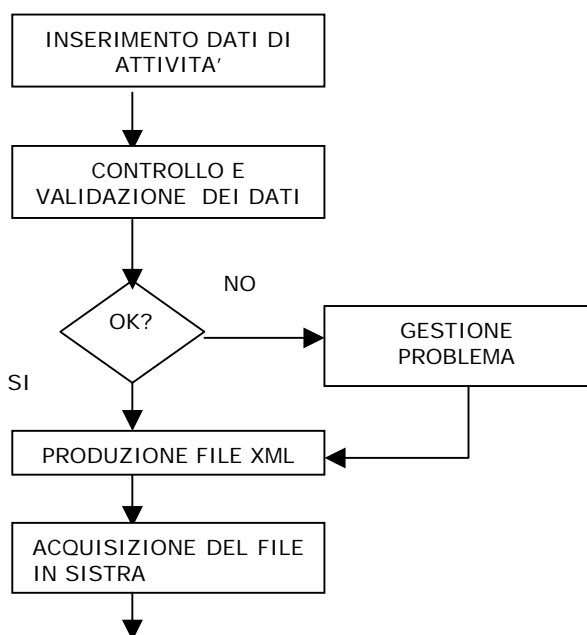 INSERIMENTO DATI DI
ATTIVITA’
CONTROLLO E
VALIDAZIONE DEI DATI
OK?
NO
GESTIONE
PROBLEMA
SI
PRODUZIONE FILE XML
ACQUISIZIONE DEL FILE
IN SISTRA